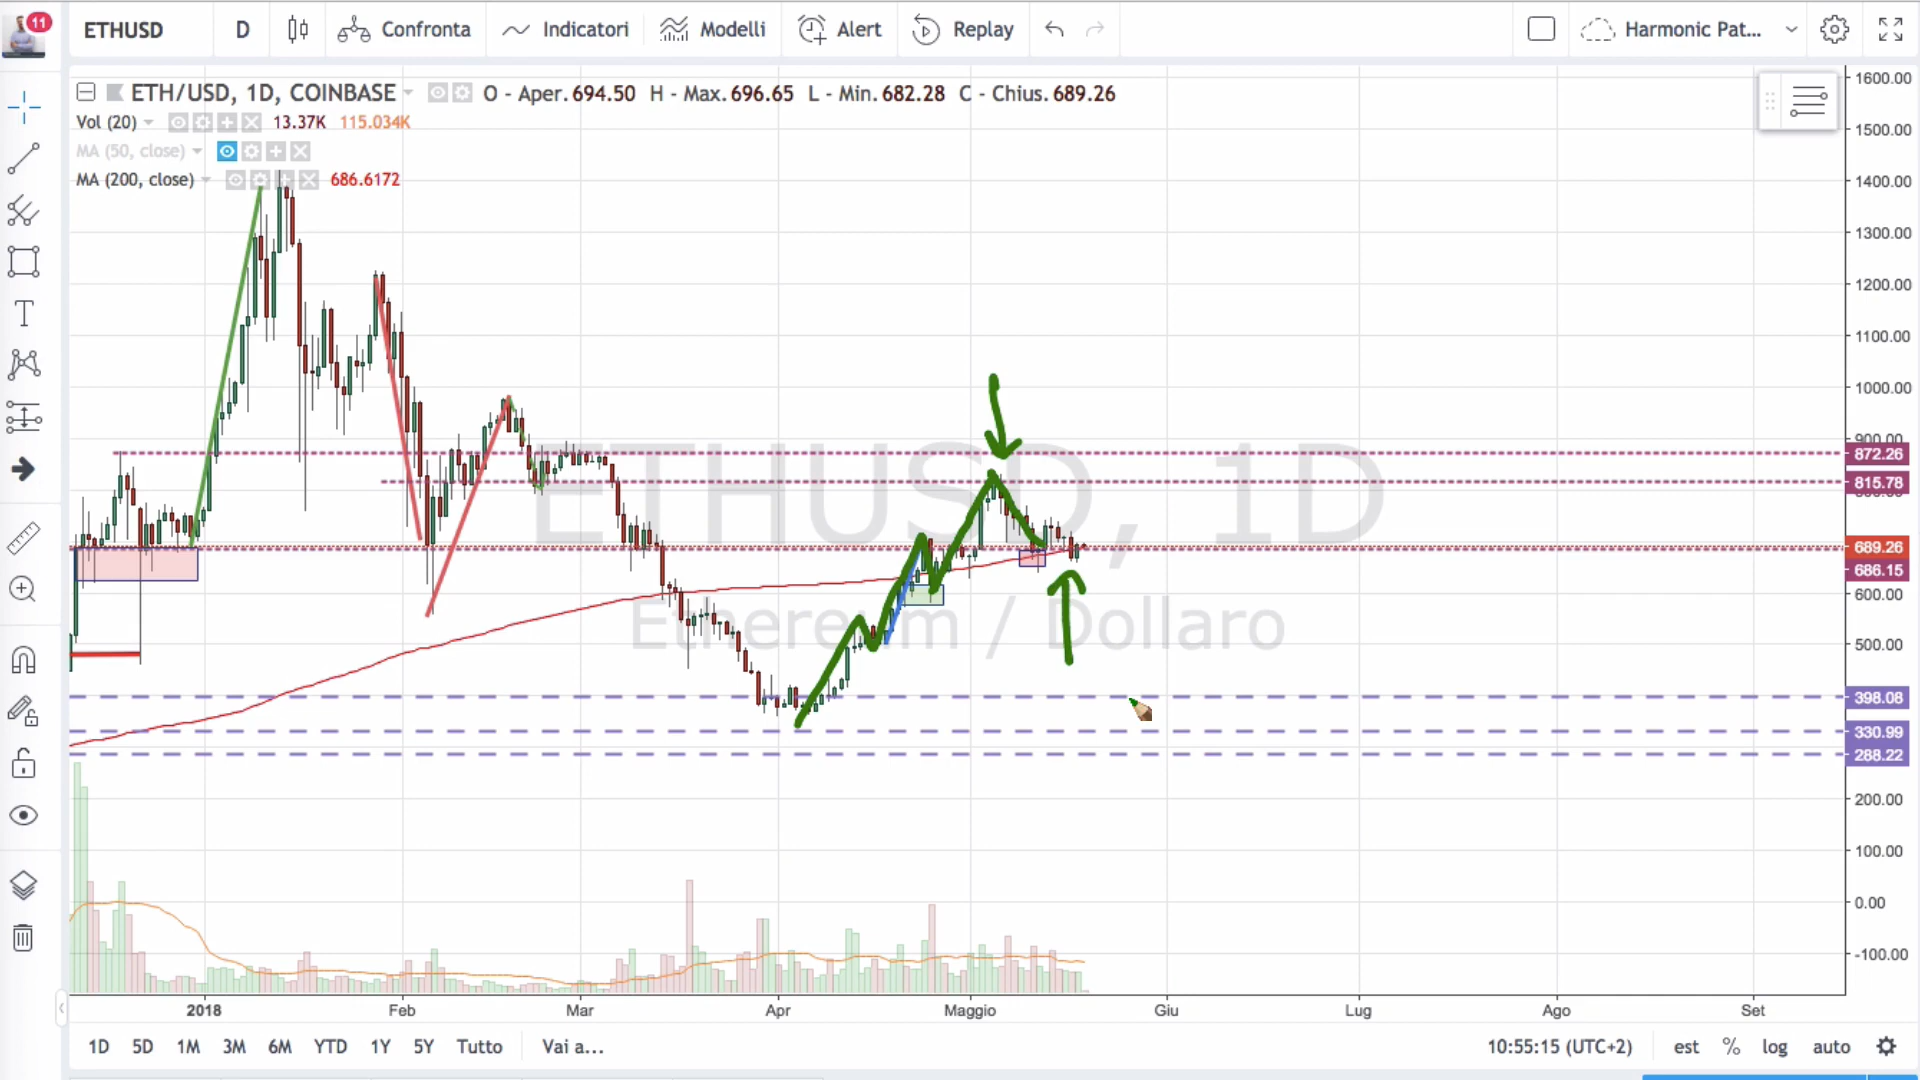 11
ETHUSD D Confronta Indicatori Modelli Alert Replay Harmonic Pat...
ETH/USD, 1D, COINBASE O - Aper. 694.50 H - Max. 696.65 L - Min. 682.28 C - Chius. 689.26
Vol (20) 13.37K 115.034K
MA (50, close)
MA (200, close) 686.6172
T
ETHUSD, 1D
Ethereum / Dollaro
1600.00
1500.00
1400.00
1300.00
1200.00
1100.00
1000.00
900.00
872.26
815.78
800.00
689.26
686.15
600.00
500.00
398.08
330.99
288.22
200.00
100.00
0.00
-100.00
2018 Feb Mar Apr Maggio Giu Lug Ago Set
1D 5D 1M 3M 6M YTD 1Y 5Y Tutto Vai a... 10:55:15 (UTC+2) est % log auto